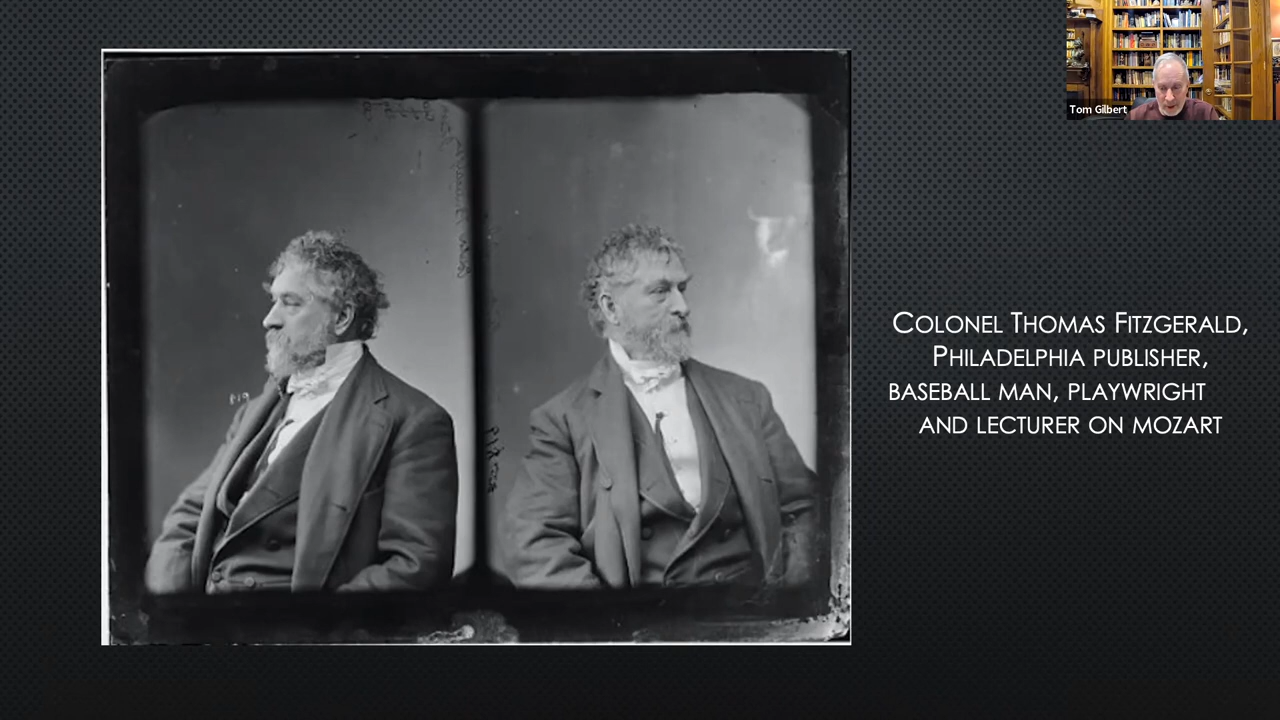 Tom Gilbert
Colonel Thomas Fitzgerald,
Philadelphia publisher,
baseball man, playwright
and lecturer on Mozart